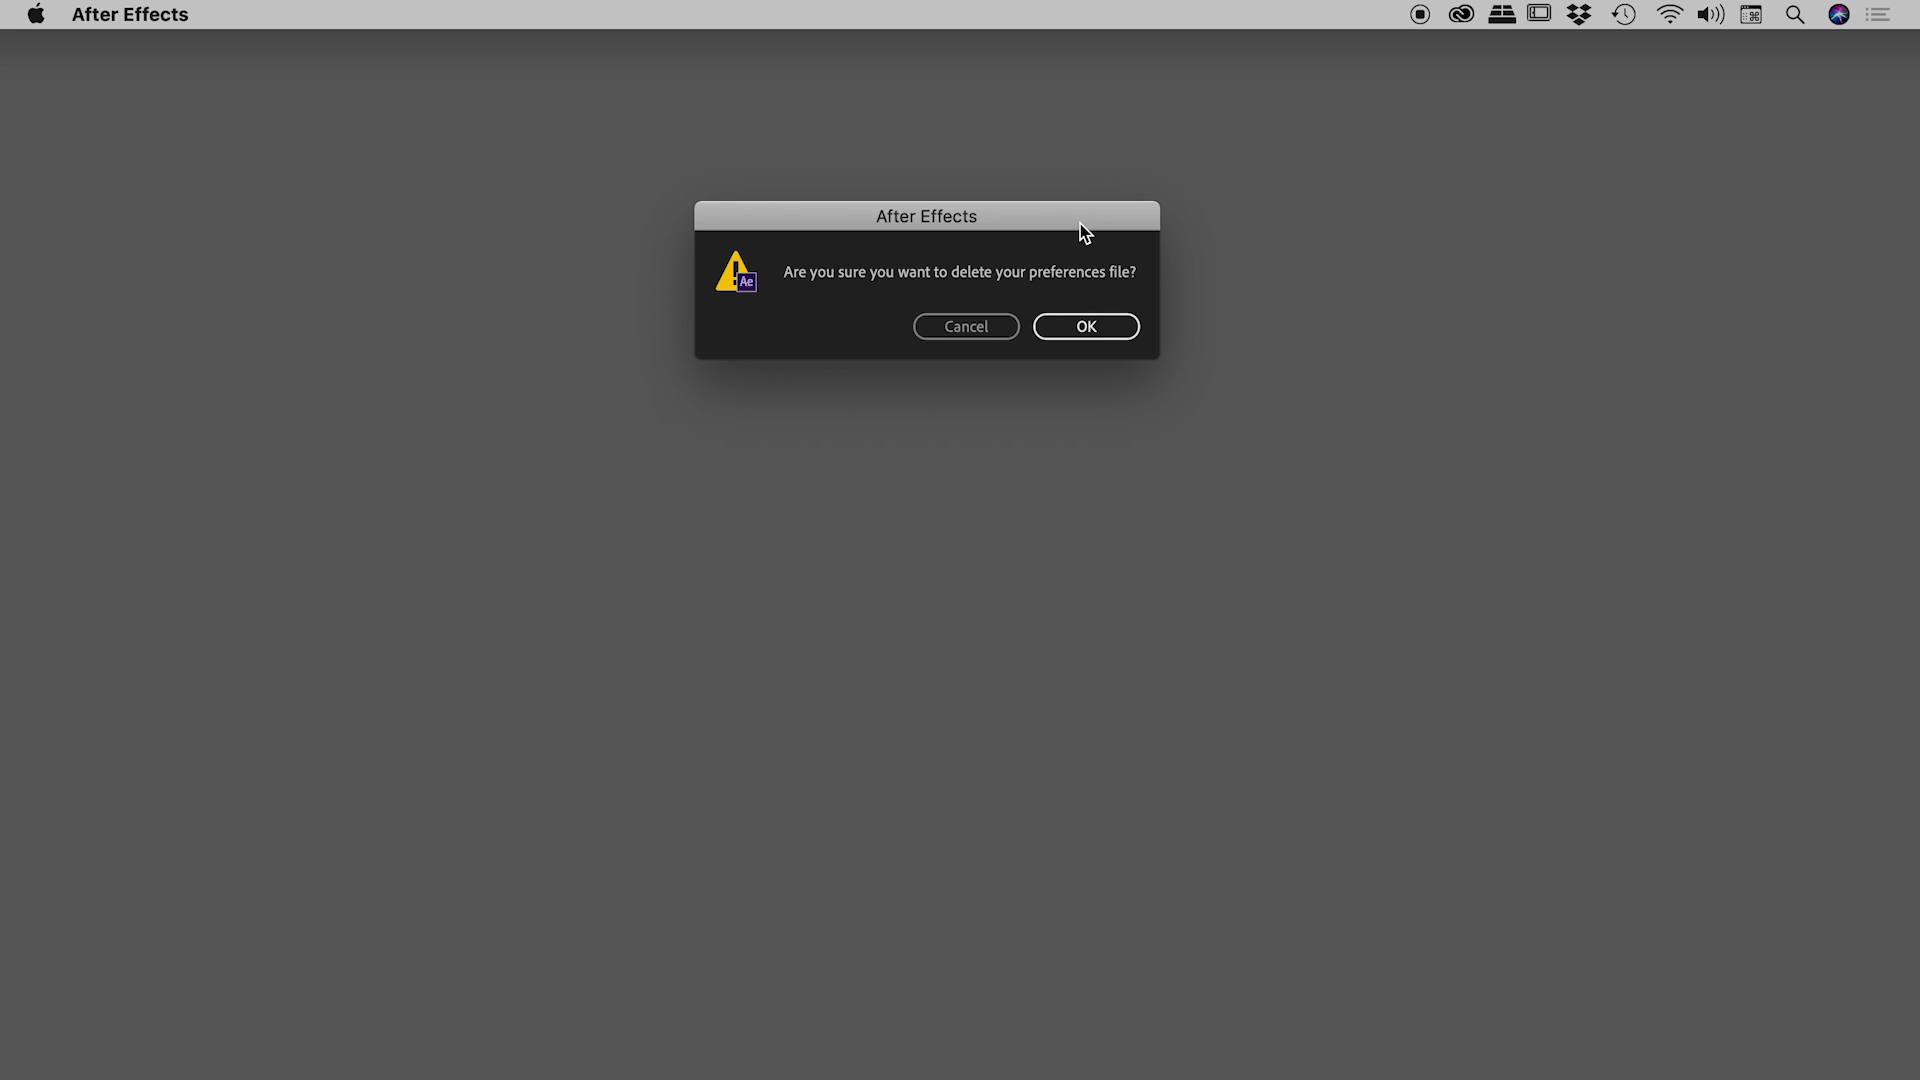 After Effects
After Effects
Ae
Are you sure you want to delete your preferences file?
Cancel
OK